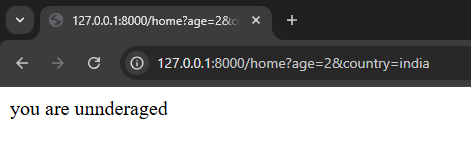 127.0.0.1:8000/home?age=2&c
127.0.0.1:8000/home?age=2&country=india
you are unnderaged